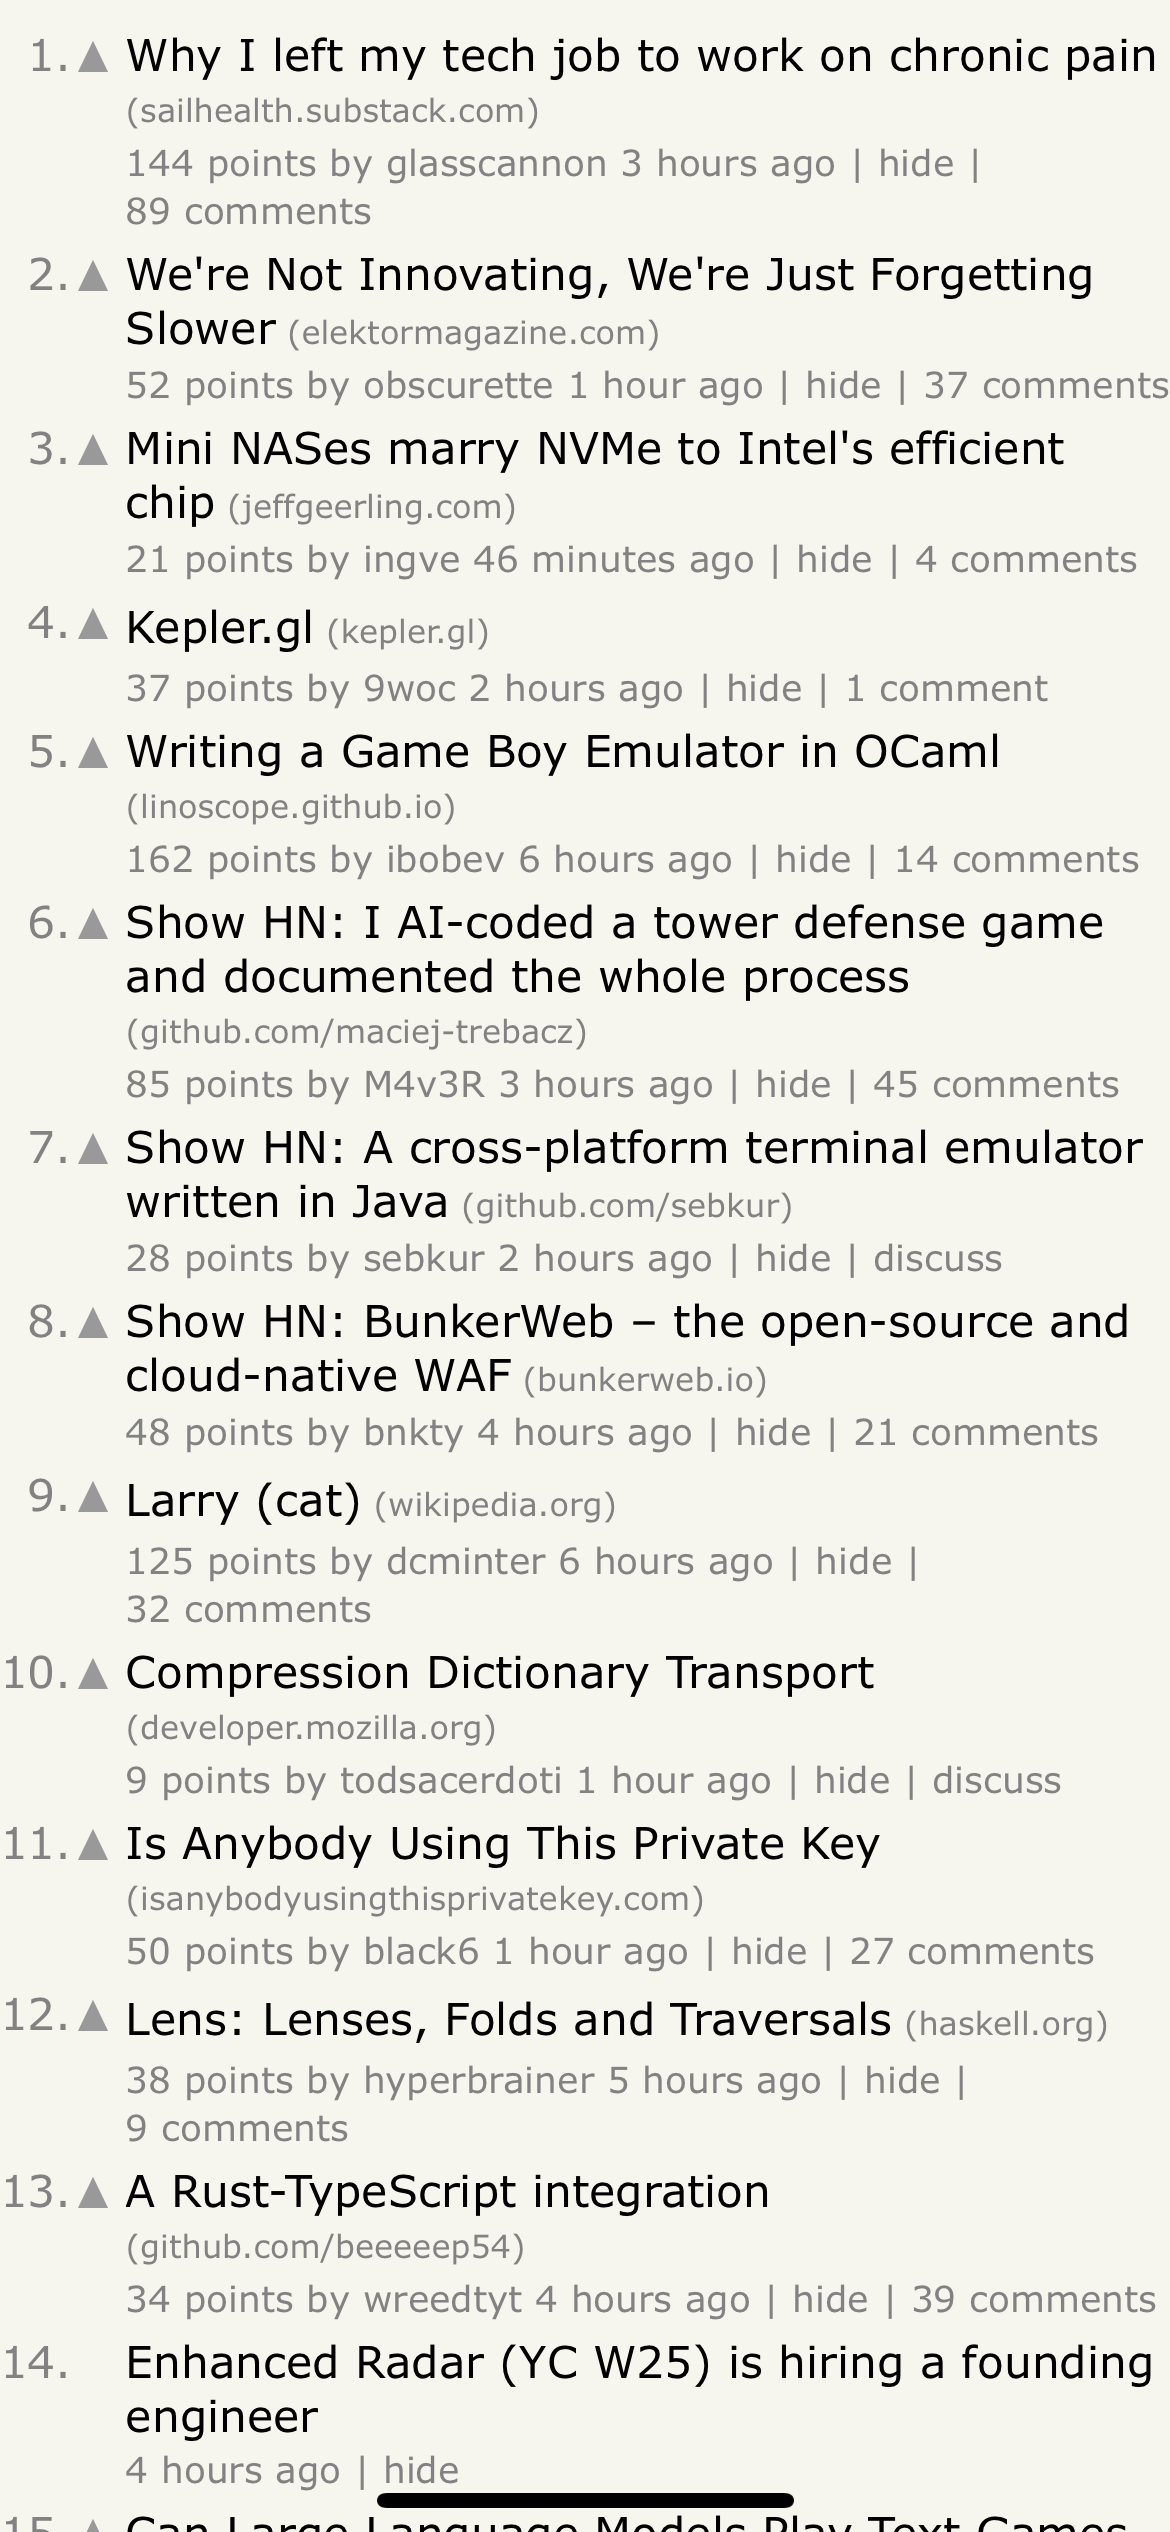 1. ▲ Why I left my tech job to work on chronic pain
(sailhealth.substack.com)
144 points by glasscannon 3 hours ago | hide |
89 comments
2. ▲ We're Not Innovating, We're Just Forgetting
Slower (elektormagazine.com)
52 points by obscurette 1 hour ago | hide | 37 comments
3. ▲ Mini NASes marry NVMe to Intel's efficient
chip (jeffgeerling.com)
21 points by ingve 46 minutes ago | hide | 4 comments
4. ▲ Kepler.gl (kepler.gl)
37 points by 9woc 2 hours ago | hide | 1 comment
5. ▲ Writing a Game Boy Emulator in OCaml
(linoscope.github.io)
162 points by ibobev 6 hours ago | hide | 14 comments
6. ▲ Show HN: I AI-coded a tower defense game
and documented the whole process
(github.com/maciej-trebacz)
85 points by M4v3R 3 hours ago | hide | 45 comments
7. ▲ Show HN: A cross-platform terminal emulator
written in Java (github.com/sebkur)
28 points by sebkur 2 hours ago | hide | discuss
8. ▲ Show HN: BunkerWeb – the open-source and
cloud-native WAF (bunkerweb.io)
48 points by bnkty 4 hours ago | hide | 21 comments
9. ▲ Larry (cat) (wikipedia.org)
125 points by dcminter 6 hours ago | hide |
32 comments
10. ▲ Compression Dictionary Transport
(developer.mozilla.org)
9 points by todsacerdoti 1 hour ago | hide | discuss
11. ▲ Is Anybody Using This Private Key
(isanybodyusingthisprivatekey.com)
50 points by black6 1 hour ago | hide | 27 comments
12. ▲ Lens: Lenses, Folds and Traversals (haskell.org)
38 points by hyperbrainer 5 hours ago | hide |
9 comments
13. ▲ A Rust-TypeScript integration
(github.com/beeeeep54)
34 points by wreedtyt 4 hours ago | hide | 39 comments
14. Enhanced Radar (YC W25) is hiring a founding
engineer
4 hours ago | hide
15. ▲ Can Large Language Models Play Text Games